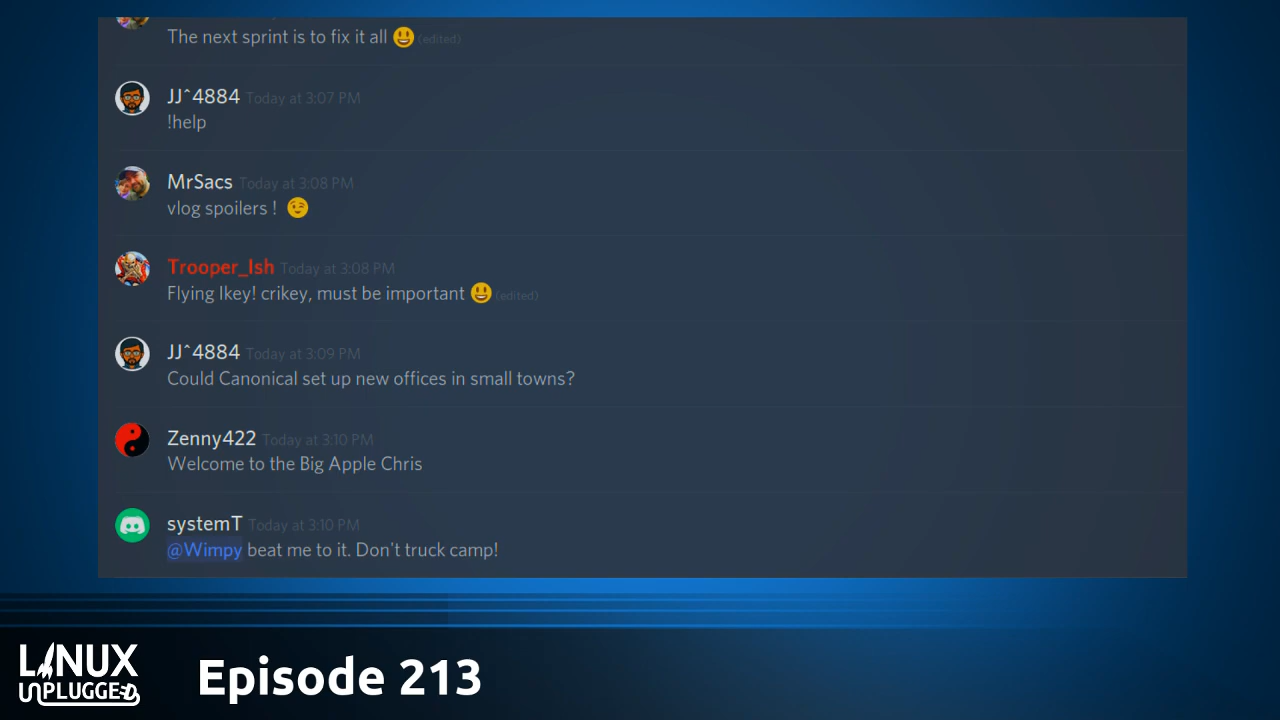 The next sprint is to fix it all 😃 (edited)
JJ^4884 Today at 3:07 PM
!help
MrSacs Today at 3:08 PM
vlog spoilers ! 😉
Trooper_Ish Today at 3:08 PM
Flying Ikey! crikey, must be important 😃 (edited)
JJ^4884 Today at 3:09 PM
Could Canonical set up new offices in small towns?
Zenny422 Today at 3:10 PM
Welcome to the Big Apple Chris
systemT Today at 3:10 PM
@Wimpy beat me to it. Don't truck camp!
LINUX
UNPLUGGED
Episode 213